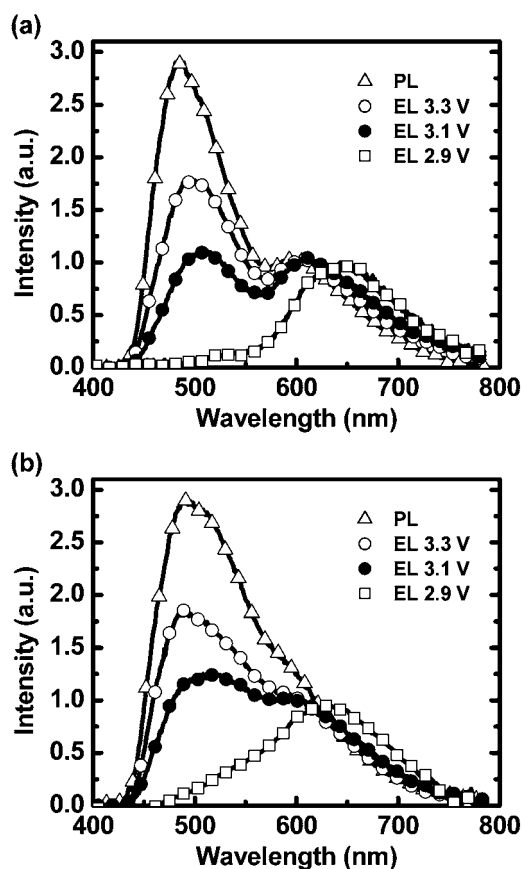 (a)
3.0
2.5
2.0
1.5
1.0
0.5
0.0
Intensity (a.u.)
PL
EL 3.3 V
EL 3.1 V
EL 2.9 V
400 500 600 700 800
Wavelength (nm)
(b)
3.0
2.5
2.0
1.5
1.0
0.5
0.0
Intensity (a.u.)
PL
EL 3.3 V
EL 3.1 V
EL 2.9 V
400 500 600 700 800
Wavelength (nm)